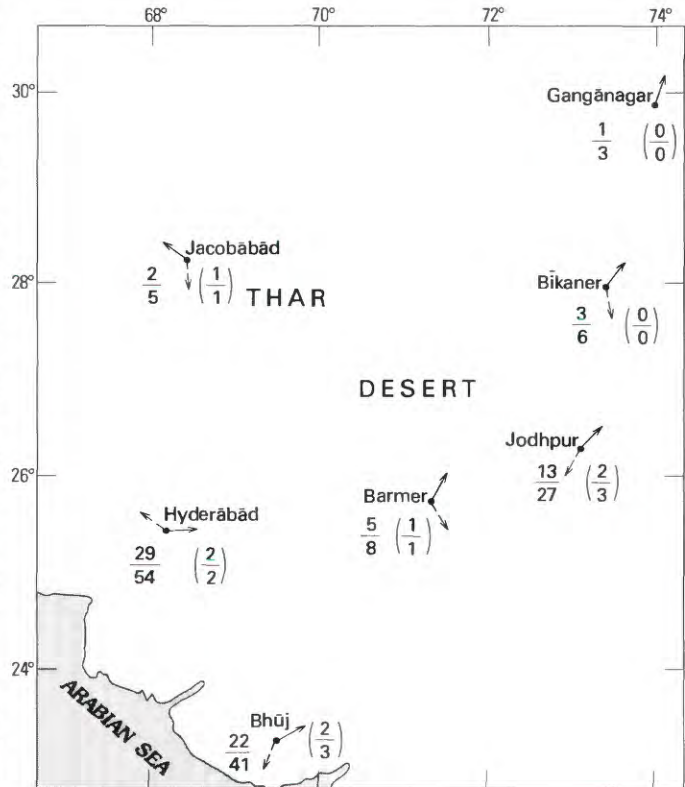 68° 70° 72° 74°
30°
Gangānagar
1/3 (0/0)
Jacobābād
2/5 (1/1)
28°
THAR
Bīkaner
3/6 (0/0)
DESERT
Jodhpur
13/27 (2/3)
26°
Barmer
5/8 (1/1)
Hyderābād
29/54 (2/2)
24°
ARABIAN SEA
Bhūj
22/41 (2/3)